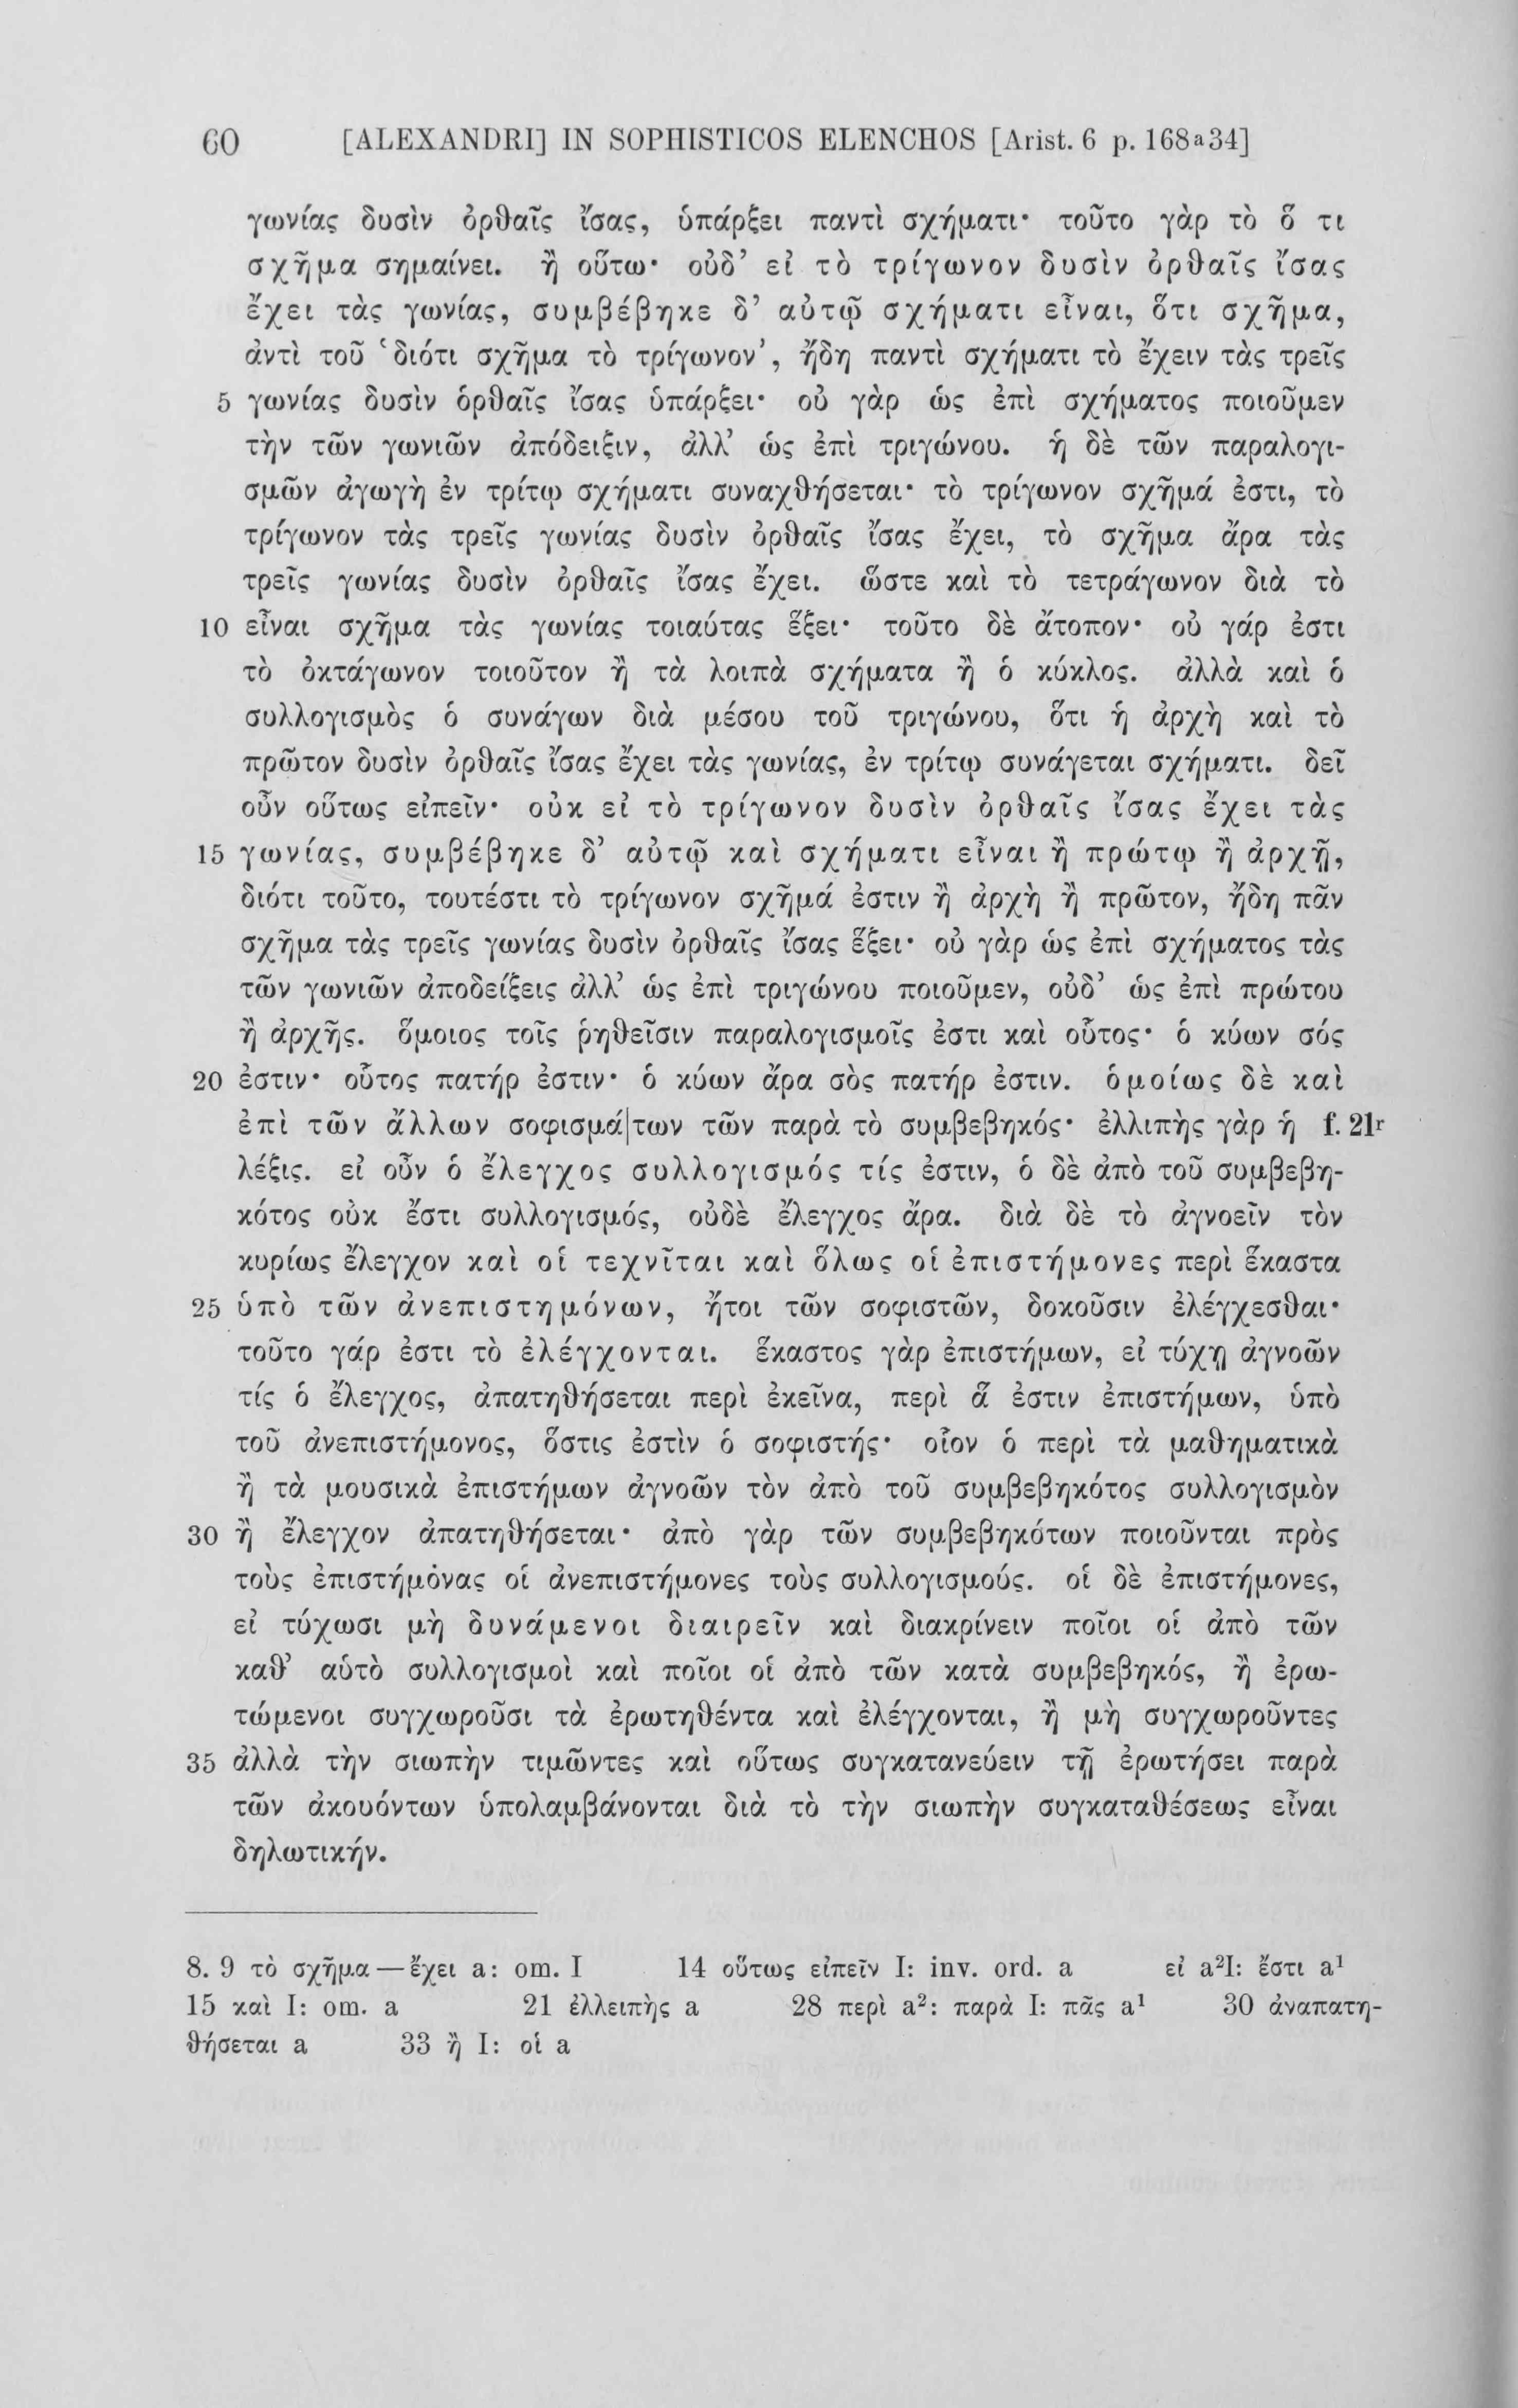 60 [ALEXANDRI] IN SOPHISTICOS ELENCHOS [Arist. 6 p. 168a34]
γωνίας δυσὶν ὀρθαῖς ἴσας, ὑπάρξει παντὶ σχήματι· τοῦτο γὰρ τὸ ὅ τι
σχῆμα σημαίνει. ἢ οὕτω· οὐδ’ εἰ τὸ τρίγωνον δυσὶν ὀρθαῖς ἴσας
ἔχει τὰς γωνίας, συμβέβηκε δ’ αὐτῷ σχήματι εἶναι, ὅτι σχῆμα,
ἀντὶ τοῦ ‘διότι σχῆμα τὸ τρίγωνον’, ἤδη παντὶ σχήματι τὸ ἔχειν τὰς τρεῖς
5 γωνίας δυσὶν ὀρθαῖς ἴσας ὑπάρξει· οὐ γὰρ ὡς ἐπὶ σχήματος ποιοῦμεν
τὴν τῶν γωνιῶν ἀπόδειξιν, ἀλλ’ ὡς ἐπὶ τριγώνου. ἡ δὲ τῶν παραλογι-
σμῶν ἀγωγὴ ἐν τρίτῳ σχήματι συναχθήσεται· τὸ τρίγωνον σχῆμά ἐστι, τὸ
τρίγωνον τὰς τρεῖς γωνίας δυσὶν ὀρθαῖς ἴσας ἔχει, τὸ σχῆμα ἄρα τὰς
τρεῖς γωνίας δυσὶν ὀρθαῖς ἴσας ἔχει. ὥστε καὶ τὸ τετράγωνον διὰ τὸ
10 εἶναι σχῆμα τὰς γωνίας τοιαύτας ἕξει· τοῦτο δὲ ἄτοπον· οὐ γάρ ἐστι
τὸ ὀκτάγωνον τοιοῦτον ἢ τὰ λοιπὰ σχήματα ἢ ὁ κύκλος. ἀλλὰ καὶ ὁ
συλλογισμὸς ὁ συνάγων διὰ μέσου τοῦ τριγώνου, ὅτι ἡ ἀρχὴ καὶ τὸ
πρῶτον δυσὶν ὀρθαῖς ἴσας ἔχει τὰς γωνίας, ἐν τρίτῳ συνάγεται σχήματι. δεῖ
οὖν οὕτως εἰπεῖν· οὐκ εἰ τὸ τρίγωνον δυσὶν ὀρθαῖς ἴσας ἔχει τὰς
15 γωνίας, συμβέβηκε δ’ αὐτῷ καὶ σχήματι εἶναι ἢ πρώτῳ ἢ ἀρχῇ,
διότι τοῦτο, τουτέστι τὸ τρίγωνον σχῆμά ἐστιν ἢ ἀρχὴ ἢ πρῶτον, ἤδη πᾶν
σχῆμα τὰς τρεῖς γωνίας δυσὶν ὀρθαῖς ἴσας ἕξει· οὐ γὰρ ὡς ἐπὶ σχήματος τὰς
τῶν γωνιῶν ἀποδείξεις ἀλλ’ ὡς ἐπὶ τριγώνου ποιοῦμεν, οὐδ’ ὡς ἐπὶ πρώτου
ἢ ἀρχῆς. ὅμοιος τοῖς ῥηθεῖσιν παραλογισμοῖς ἐστι καὶ οὗτος· ὁ κύων σός
20 ἐστιν· οὗτος πατήρ ἐστιν· ὁ κύων ἄρα σὸς πατήρ ἐστιν. ὁμοίως δὲ καὶ
ἐπὶ τῶν ἄλλων σοφισμά|των τῶν παρὰ τὸ συμβεβηκός· ἐλλιπὴς γὰρ ἡ f. 21r
λέξις. εἰ οὖν ὁ ἔλεγχος συλλογισμός τίς ἐστιν, ὁ δὲ ἀπὸ τοῦ συμβεβη-
κότος οὐκ ἔστι συλλογισμός, οὐδὲ ἔλεγχος ἄρα. διὰ δὲ τὸ ἀγνοεῖν τὸν
κυρίως ἔλεγχον καὶ οἱ τεχνῖται καὶ ὅλως οἱ ἐπιστήμονες περὶ ἕκαστα
25 ὑπὸ τῶν ἀνεπιστημόνων, ἤτοι τῶν σοφιστῶν, δοκοῦσιν ἐλέγχεσθαι·
τοῦτο γάρ ἐστι τὸ ἐλέγχονται. ἕκαστος γὰρ ἐπιστήμων, εἰ τύχῃ ἀγνοῶν
τίς ὁ ἔλεγχος, ἀπατηθήσεται περὶ ἐκεῖνα, περὶ ἅ ἐστιν ἐπιστήμων, ὑπὸ
τοῦ ἀνεπιστήμονος, ὅστις ἐστὶν ὁ σοφιστής· οἷον ὁ περὶ τὰ μαθηματικὰ
ἢ τὰ μουσικὰ ἐπιστήμων ἀγνοῶν τὸν ἀπὸ τοῦ συμβεβηκότος συλλογισμὸν
30 ἢ ἔλεγχον ἀπατηθήσεται· ἀπὸ γὰρ τῶν συμβεβηκότων ποιοῦνται πρὸς
τοὺς ἐπιστήμονας οἱ ἀνεπιστήμονες τοὺς συλλογισμούς. οἱ δὲ ἐπιστήμονες,
εἰ τύχωσι μὴ δυνάμενοι διαιρεῖν καὶ διακρίνειν ποῖοι οἱ ἀπὸ τῶν
καθ’ αὑτὸ συλλογισμοὶ καὶ ποῖοι οἱ ἀπὸ τῶν κατὰ συμβεβηκός, ἢ ἐρω-
τώμενοι συγχωροῦσι τὰ ἐρωτηθέντα καὶ ἐλέγχονται, ἢ μὴ συγχωροῦντες
35 ἀλλὰ τὴν σιωπὴν τιμῶντες καὶ οὕτως συγκατανεύειν τῇ ἐρωτήσει παρὰ
τῶν ἀκουόντων ὑπολαμβάνονται διὰ τὸ τὴν σιωπὴν συγκαταθέσεως εἶναι
δηλωτικήν.
8. 9 τὸ σχῆμα—ἔχει a: om. I 14 οὕτως εἰπεῖν I: inv. ord. a εἰ a²I: ἔστι a¹
15 καὶ I: om. a 21 ἐλλειπὴς a 28 περὶ a²: παρὰ I: πᾶς a¹ 30 ἀναπατη-
θήσεται a 33 ἢ I: οἱ a